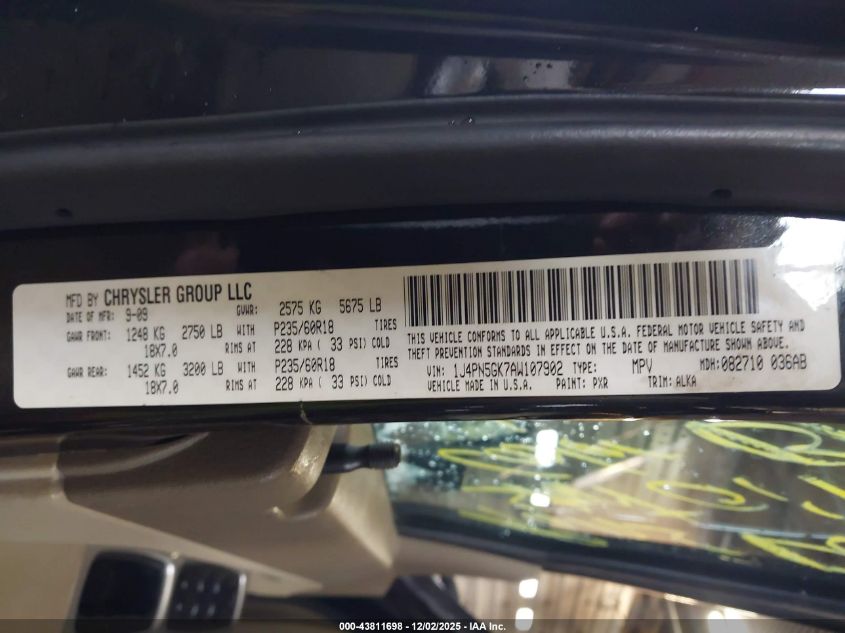 MFD BY CHRYSLER GROUP LLC
DATE OF MFR: 9-09 GVWR: 2575 KG 5675 LB
GAWR FRONT: 1248 KG 2750 LB WITH P235/60R18 TIRES
18X7.0 RIMS AT 228 KPA ( 33 PSI) COLD
GAWR REAR: 1452 KG 3200 LB WITH P235/60R18 TIRES
18X7.0 RIMS AT 228 KPA ( 33 PSI) COLD
THIS VEHICLE CONFORMS TO ALL APPLICABLE U.S.A. FEDERAL MOTOR VEHICLE SAFETY AND
THEFT PREVENTION STANDARDS IN EFFECT ON THE DATE OF MANUFACTURE SHOWN ABOVE.
VIN: 1J4PN5GK7AW107902 TYPE: MPV MDH: 082710 036AB
VEHICLE MADE IN U.S.A. PAINT: PXR TRIM: ALKA
000-43811698 - 12/02/2025 - IAA Inc.